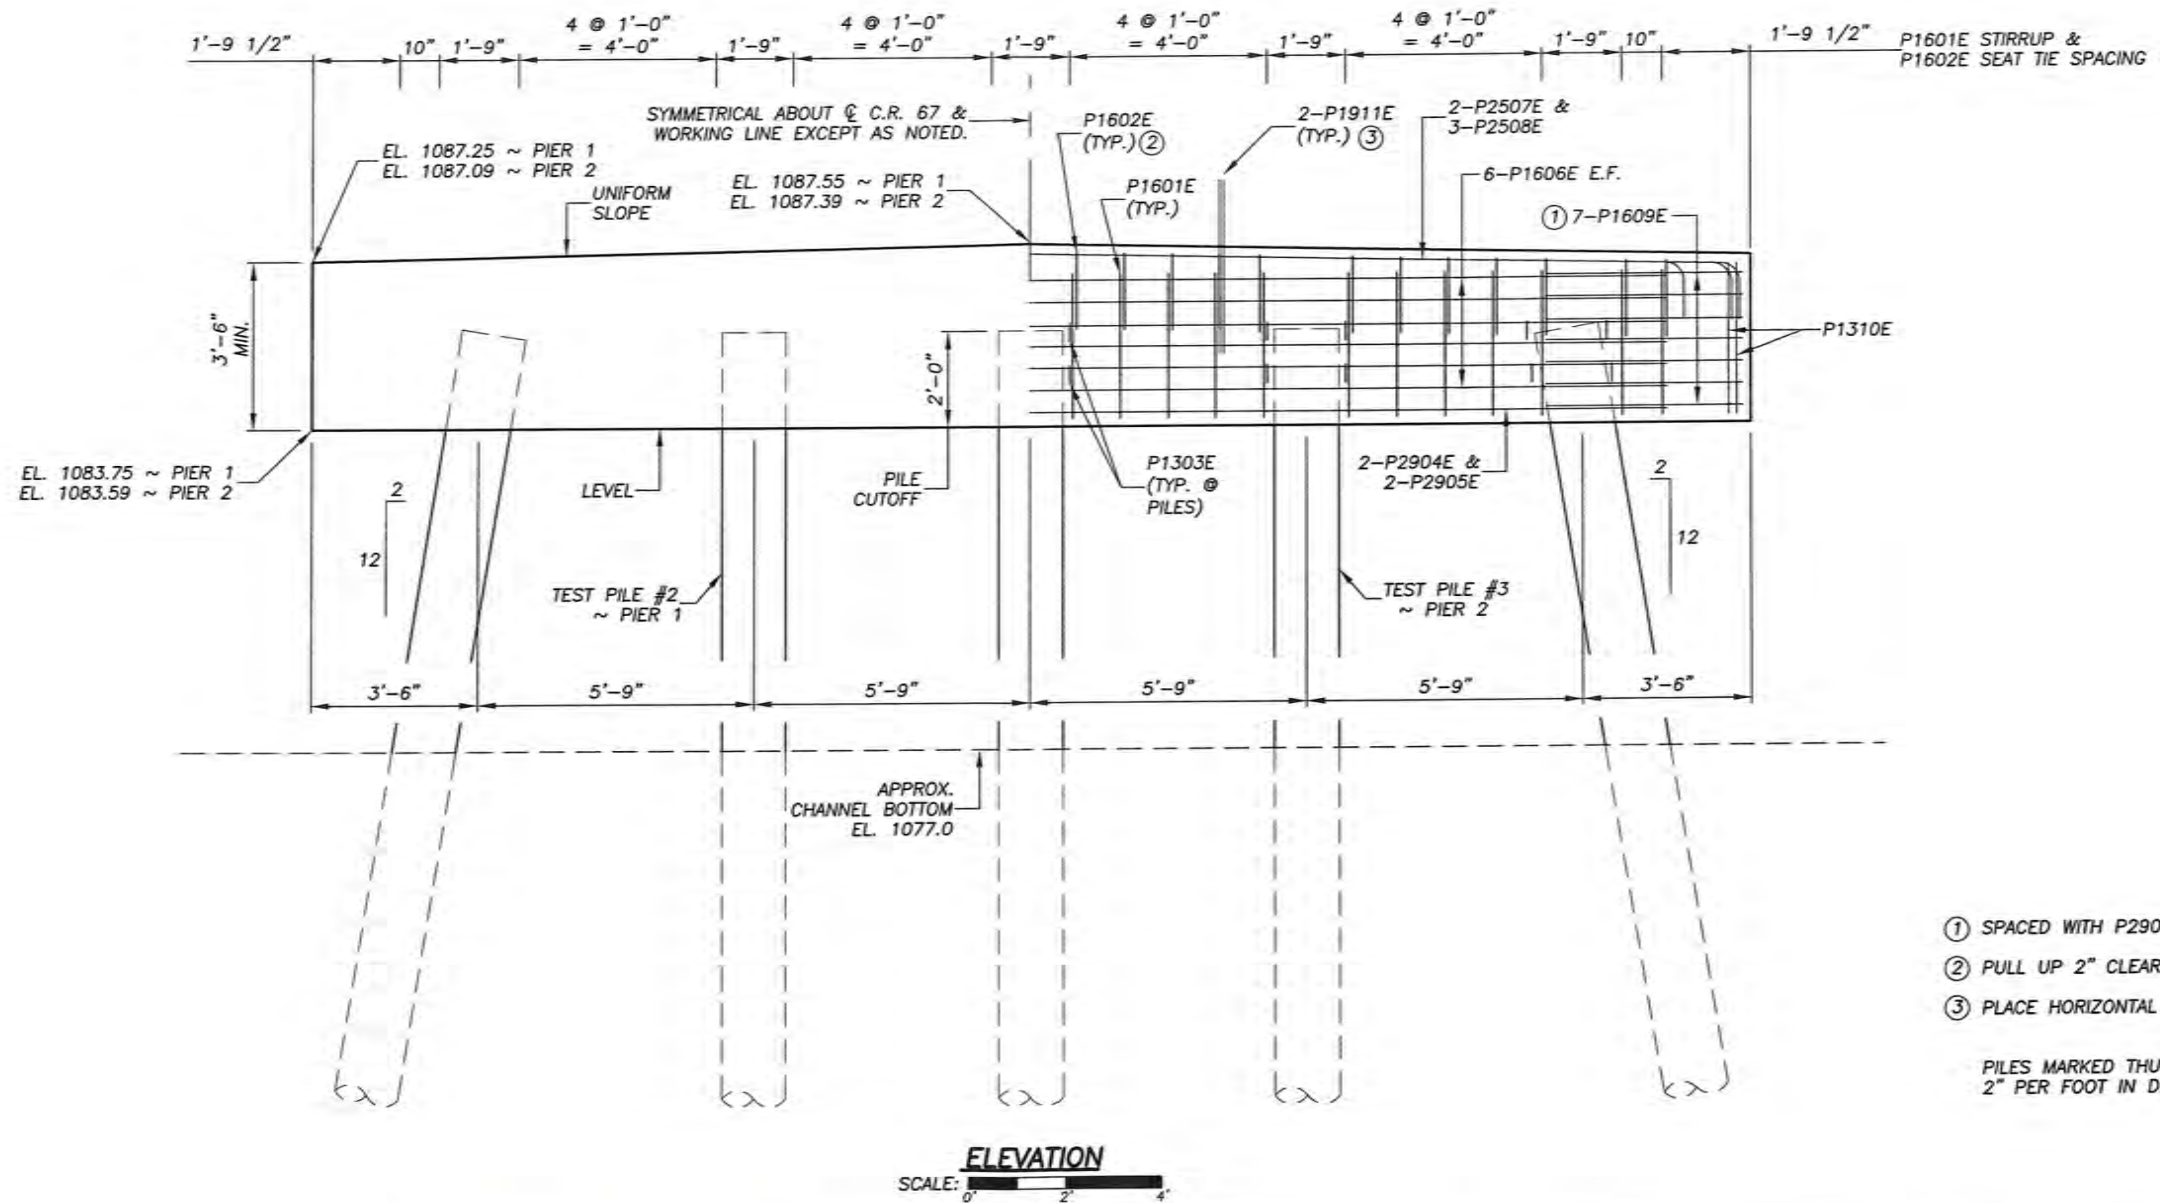 1'-9 1/2"
10"
1'-9"
4 @ 1'-0"
= 4'-0"
1'-9"
4 @ 1'-0"
= 4'-0"
1'-9"
4 @ 1'-0"
= 4'-0"
1'-9"
4 @ 1'-0"
= 4'-0"
1'-9"
10"
1'-9 1/2"
P1601E STIRRUP &
P1602E SEAT TIE SPACING
SYMMETRICAL ABOUT ℄ C.R. 67 &
WORKING LINE EXCEPT AS NOTED.
P1602E
(TYP.) ②
2-P1911E
(TYP.) ③
2-P2507E &
3-P2508E
EL. 1087.25 ~ PIER 1
EL. 1087.09 ~ PIER 2
UNIFORM
SLOPE
EL. 1087.55 ~ PIER 1
EL. 1087.39 ~ PIER 2
P1601E
(TYP.)
6-P1606E E.F.
① 7-P1609E
3'-6"
MIN.
2'-0"
P1310E
EL. 1083.75 ~ PIER 1
EL. 1083.59 ~ PIER 2
2
12
LEVEL
PILE
CUTOFF
P1303E
(TYP. @
PILES)
2-P2904E &
2-P2905E
2
12
TEST PILE #2
~ PIER 1
TEST PILE #3
~ PIER 2
3'-6"
5'-9"
5'-9"
5'-9"
5'-9"
3'-6"
APPROX.
CHANNEL BOTTOM
EL. 1077.0
① SPACED WITH P290
② PULL UP 2" CLEAR
③ PLACE HORIZONTAL
PILES MARKED THU
2" PER FOOT IN D
ELEVATION
SCALE:
0'
2'
4'